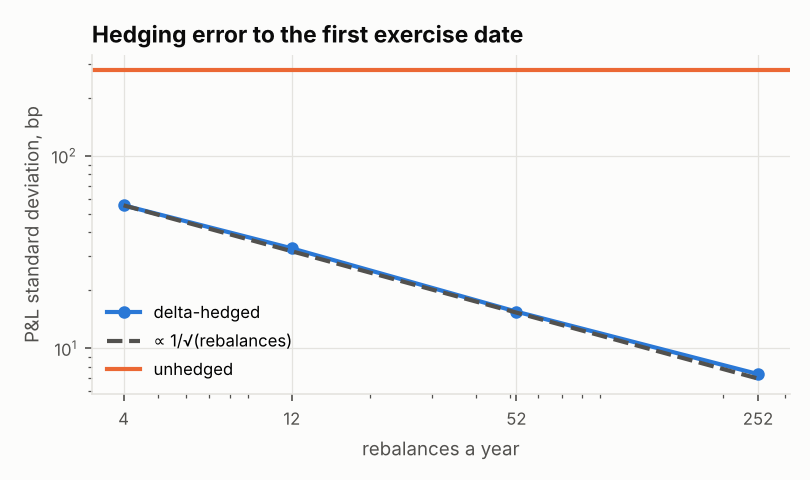 Hedging error to the first exercise date
P&L standard deviation, bp
10²
10¹
delta-hedged
∝ 1/√(rebalances)
unhedged
4 12 52 252
rebalances a year